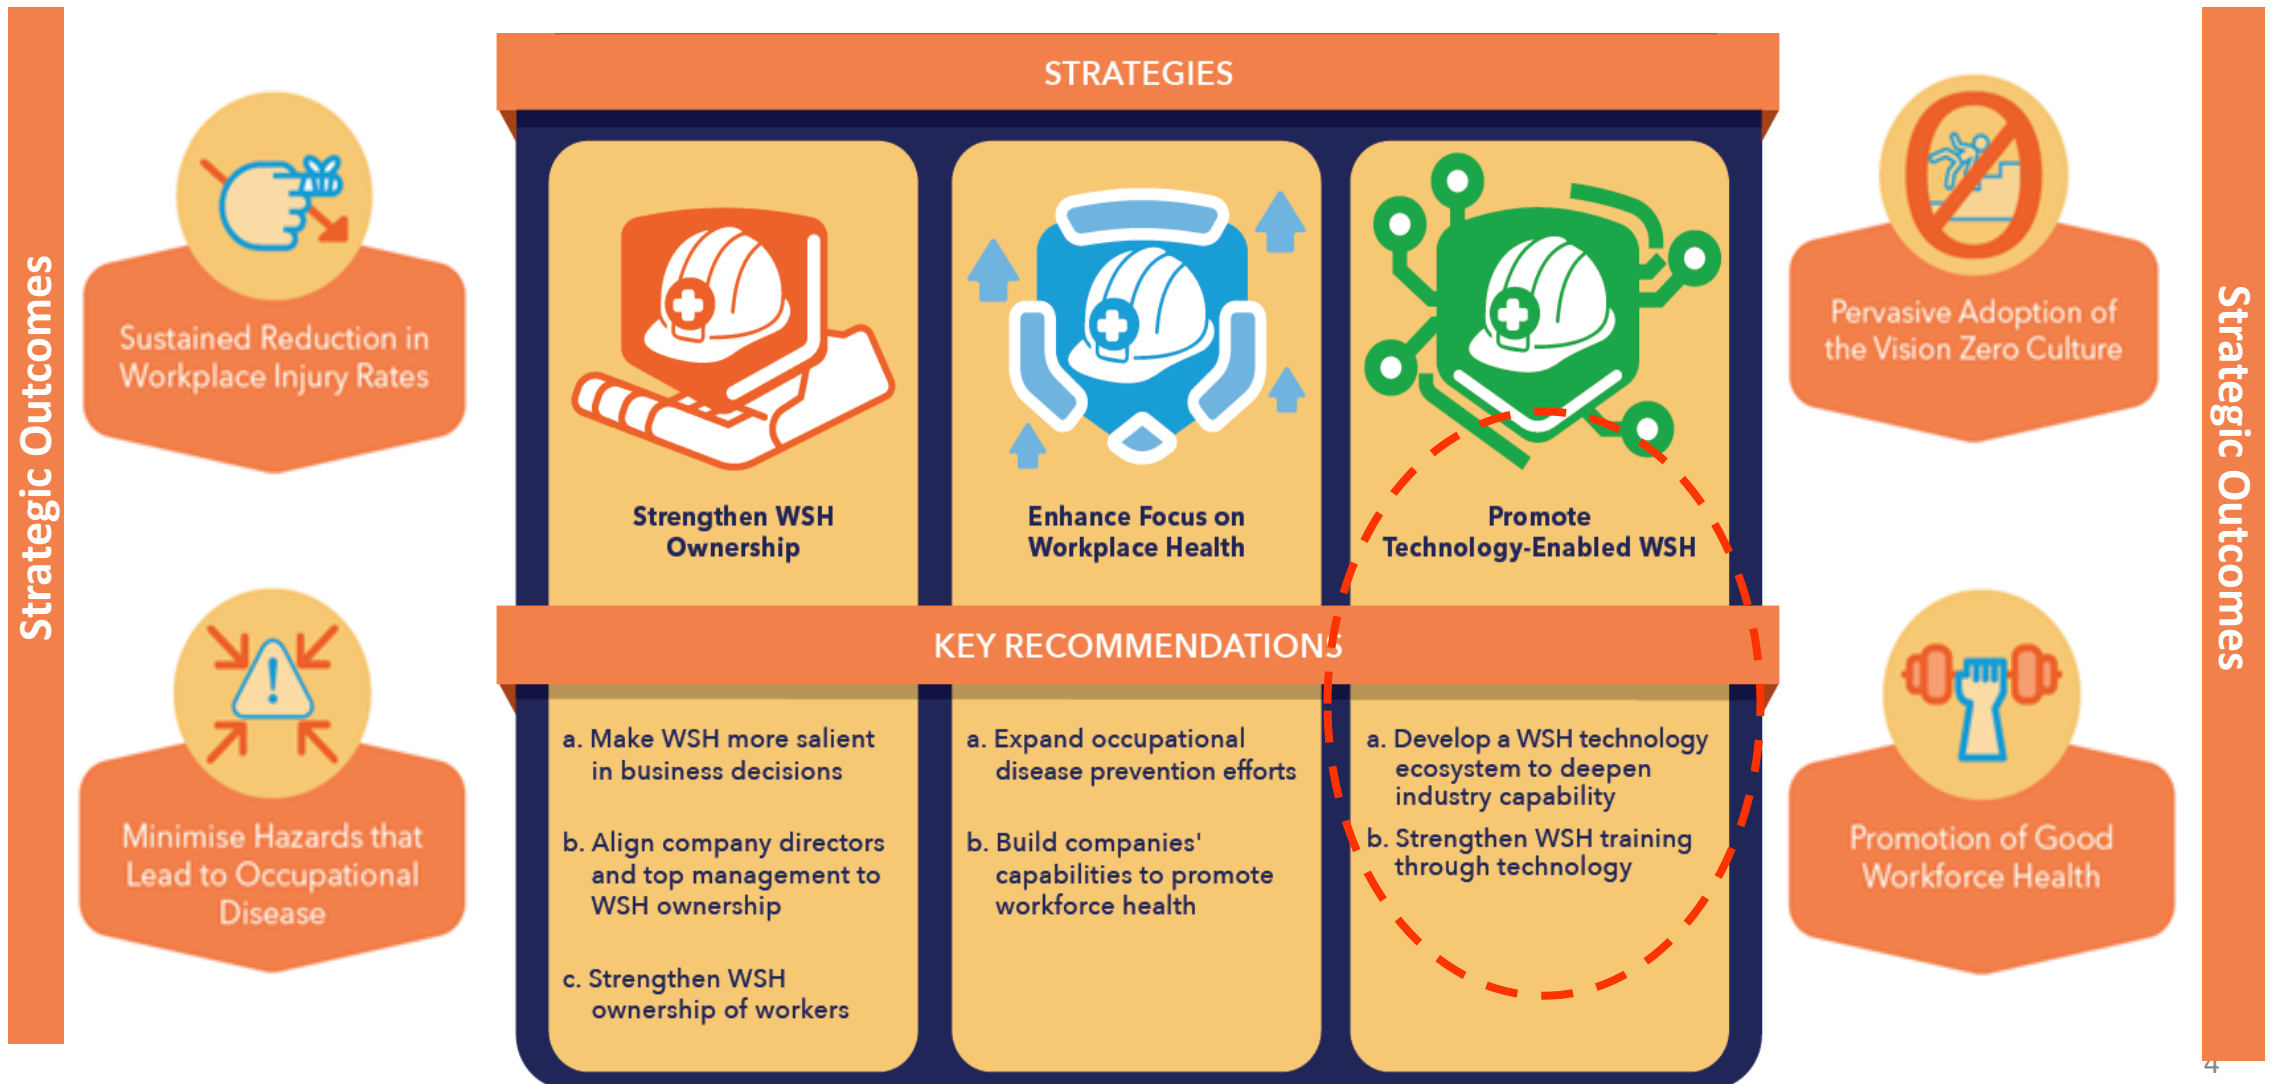 Strategic Outcomes
Sustained Reduction in
Workplace Injury Rates
Minimise Hazards that
Lead to Occupational
Disease
STRATEGIES
Strengthen WSH
Ownership
Enhance Focus on
Workplace Health
Promote
Technology-Enabled WSH
KEY RECOMMENDATIONS
a. Make WSH more salient
in business decisions
b. Align company directors
and top management to
WSH ownership
c. Strengthen WSH
ownership of workers
a. Expand occupational
disease prevention efforts
b. Build companies'
capabilities to promote
workforce health
a. Develop a WSH technology
ecosystem to deepen
industry capability
b. Strengthen WSH training
through technology
Pervasive Adoption of
the Vision Zero Culture
Promotion of Good
Workforce Health
Strategic Outcomes
4